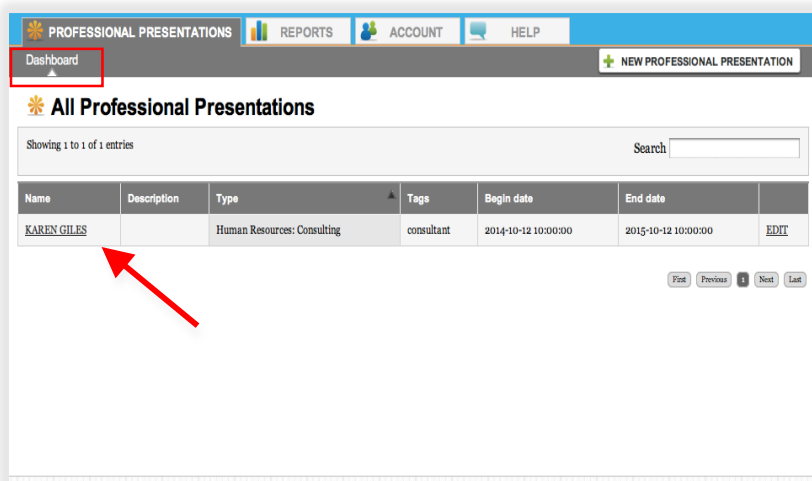 PROFESSIONAL PRESENTATIONS REPORTS ACCOUNT HELP
Dashboard NEW PROFESSIONAL PRESENTATION
All Professional Presentations
Showing 1 to 1 of 1 entries Search
Name Description Type Tags Begin date End date
KAREN GILES Human Resources: Consulting consultant 2014-10-12 10:00:00 2015-10-12 10:00:00 EDIT
First Previous 1 Next Last